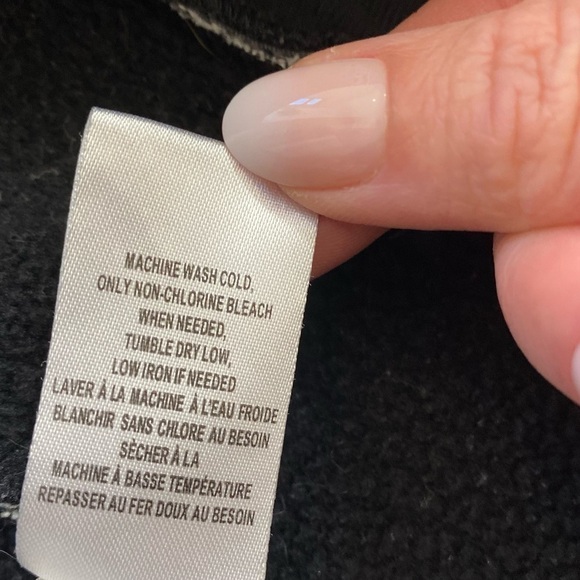 MACHINE WASH COLD,
ONLY NON-CHLORINE BLEACH
WHEN NEEDED,
TUMBLE DRY LOW,
LOW IRON IF NEEDED
LAVER À LA MACHINE À L'EAU FROIDE
BLANCHIR SANS CHLORE AU BESOIN
SÈCHER À LA
MACHINE À BASSE TEMPÉRATURE
REPASSER AU FER DOUX AU BESOIN